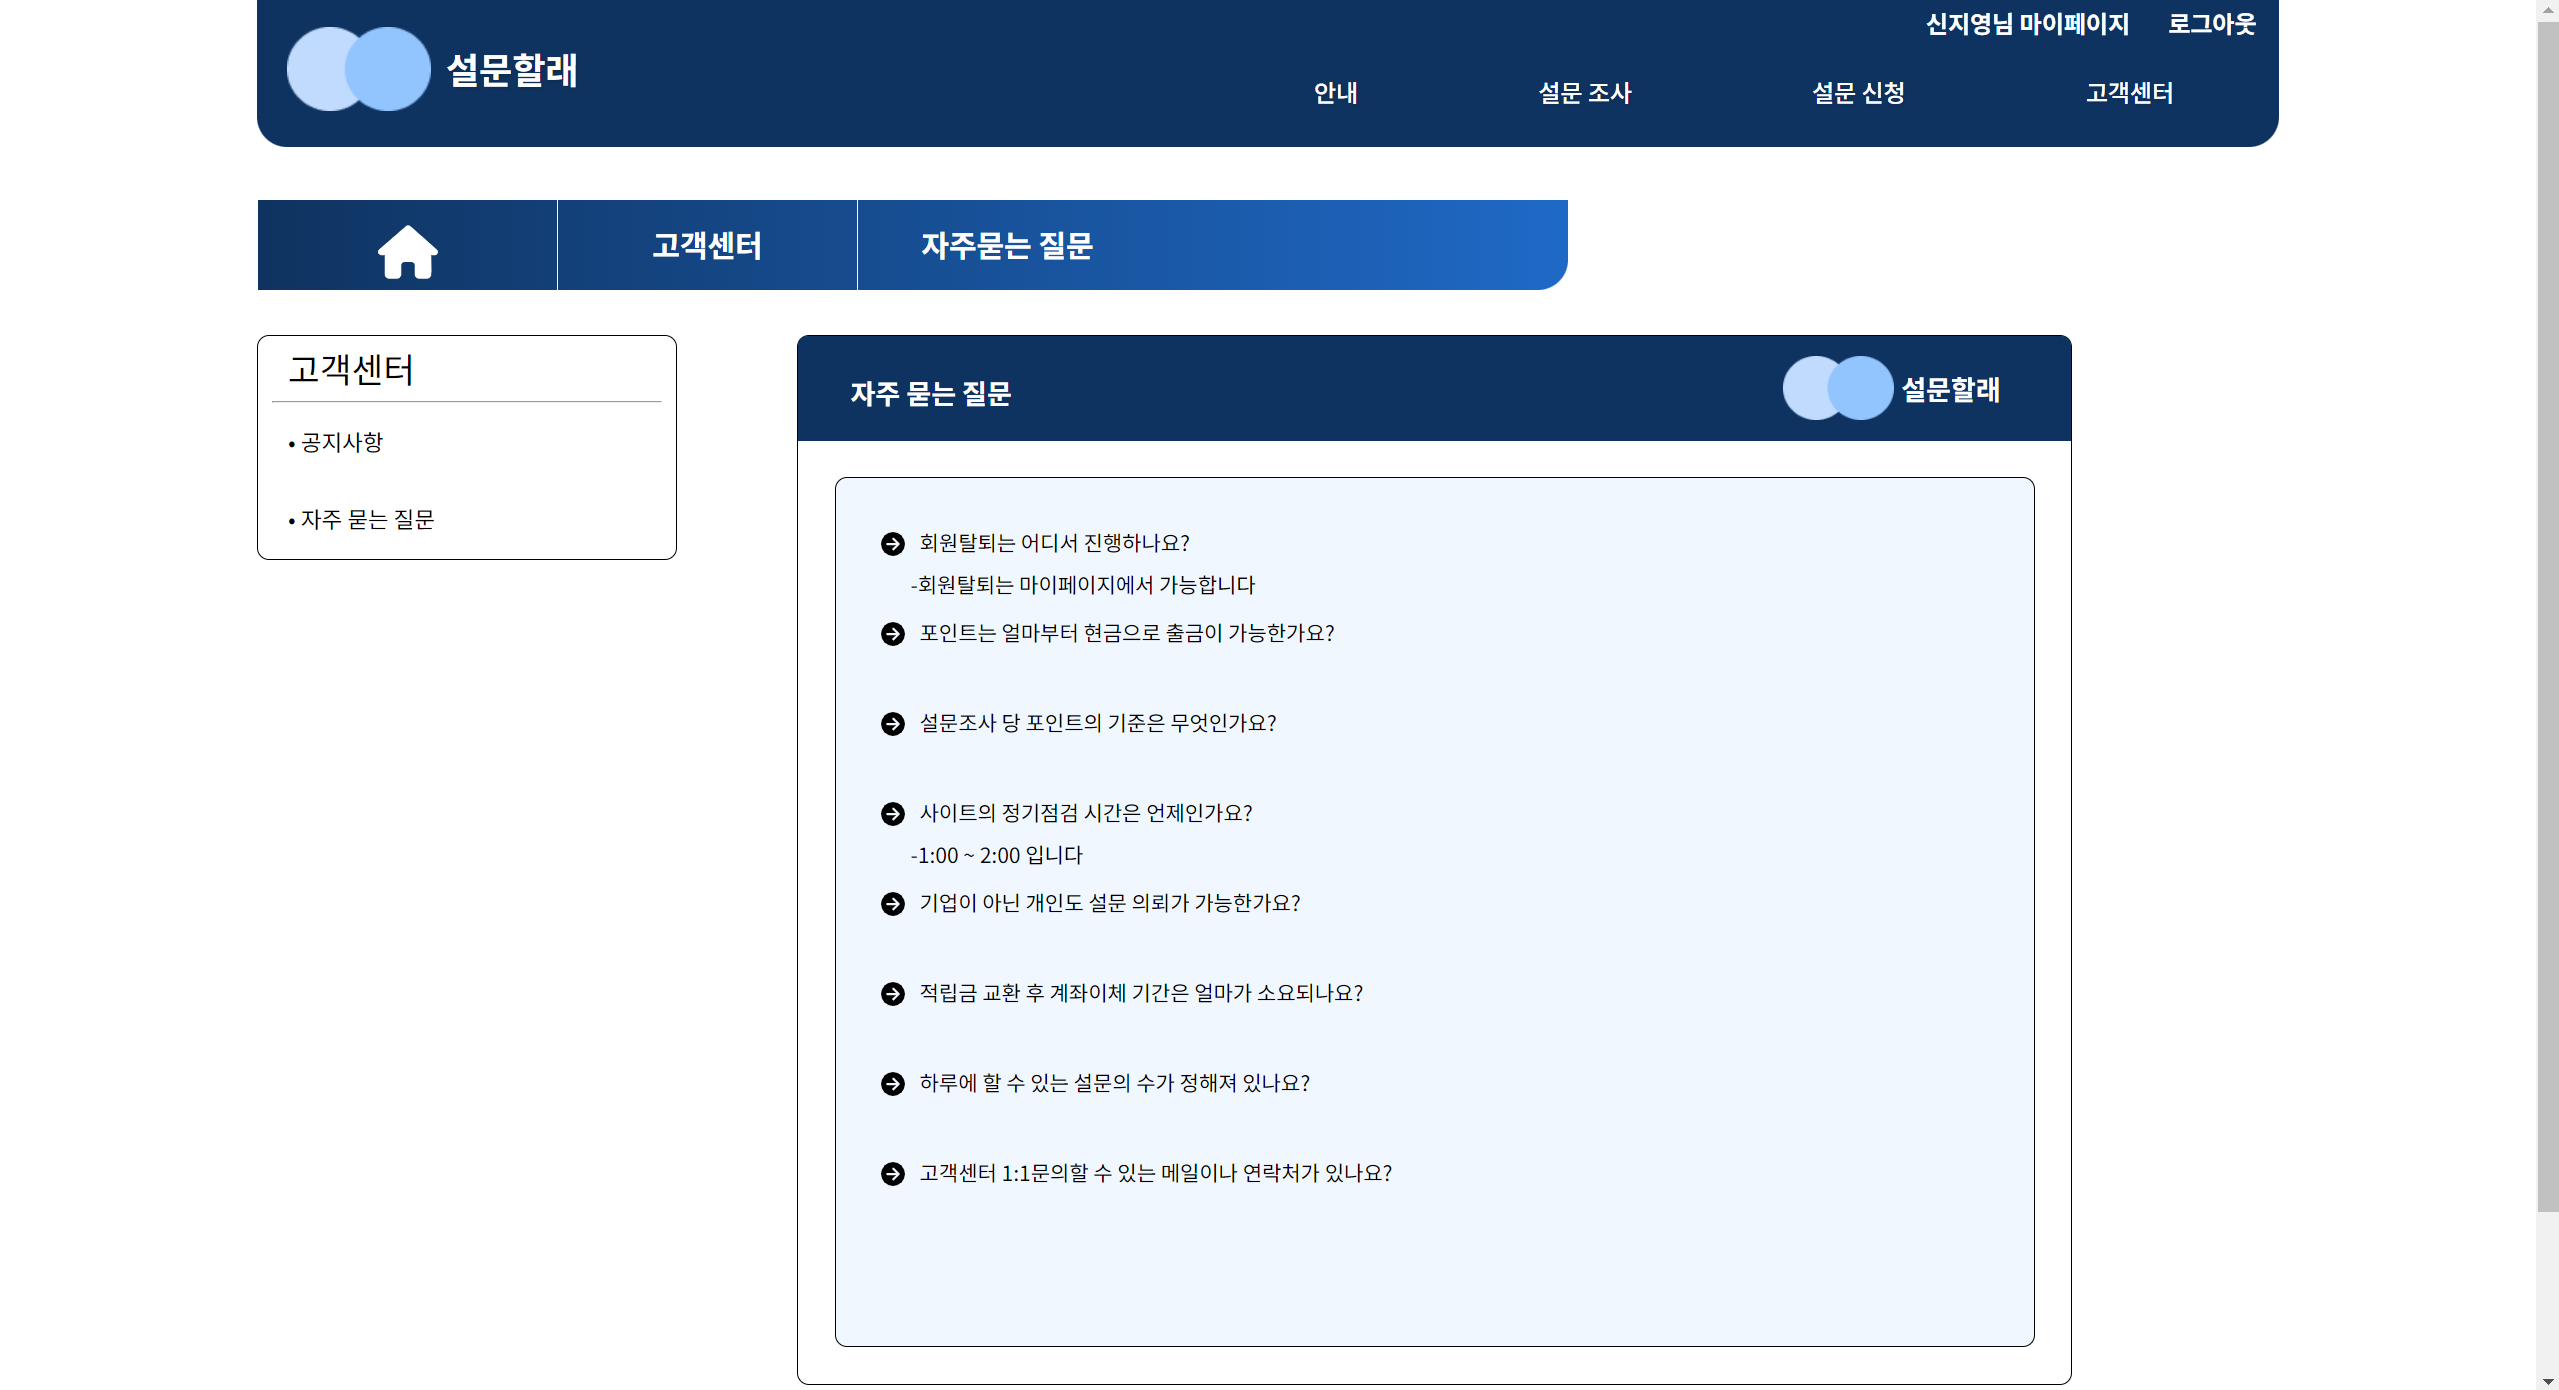 신지영님 마이페이지 로그아웃
설문할래
안내 설문 조사 설문 신청 고객센터
고객센터 자주묻는 질문
고객센터
• 공지사항
• 자주 묻는 질문
자주 묻는 질문
설문할래
회원탈퇴는 어디서 진행하나요?
-회원탈퇴는 마이페이지에서 가능합니다
포인트는 얼마부터 현금으로 출금이 가능한가요?
설문조사 당 포인트의 기준은 무엇인가요?
사이트의 정기점검 시간은 언제인가요?
-1:00 ~ 2:00 입니다
기업이 아닌 개인도 설문 의뢰가 가능한가요?
적립금 교환 후 계좌이체 기간은 얼마가 소요되나요?
하루에 할 수 있는 설문의 수가 정해져 있나요?
고객센터 1:1문의할 수 있는 메일이나 연락처가 있나요?